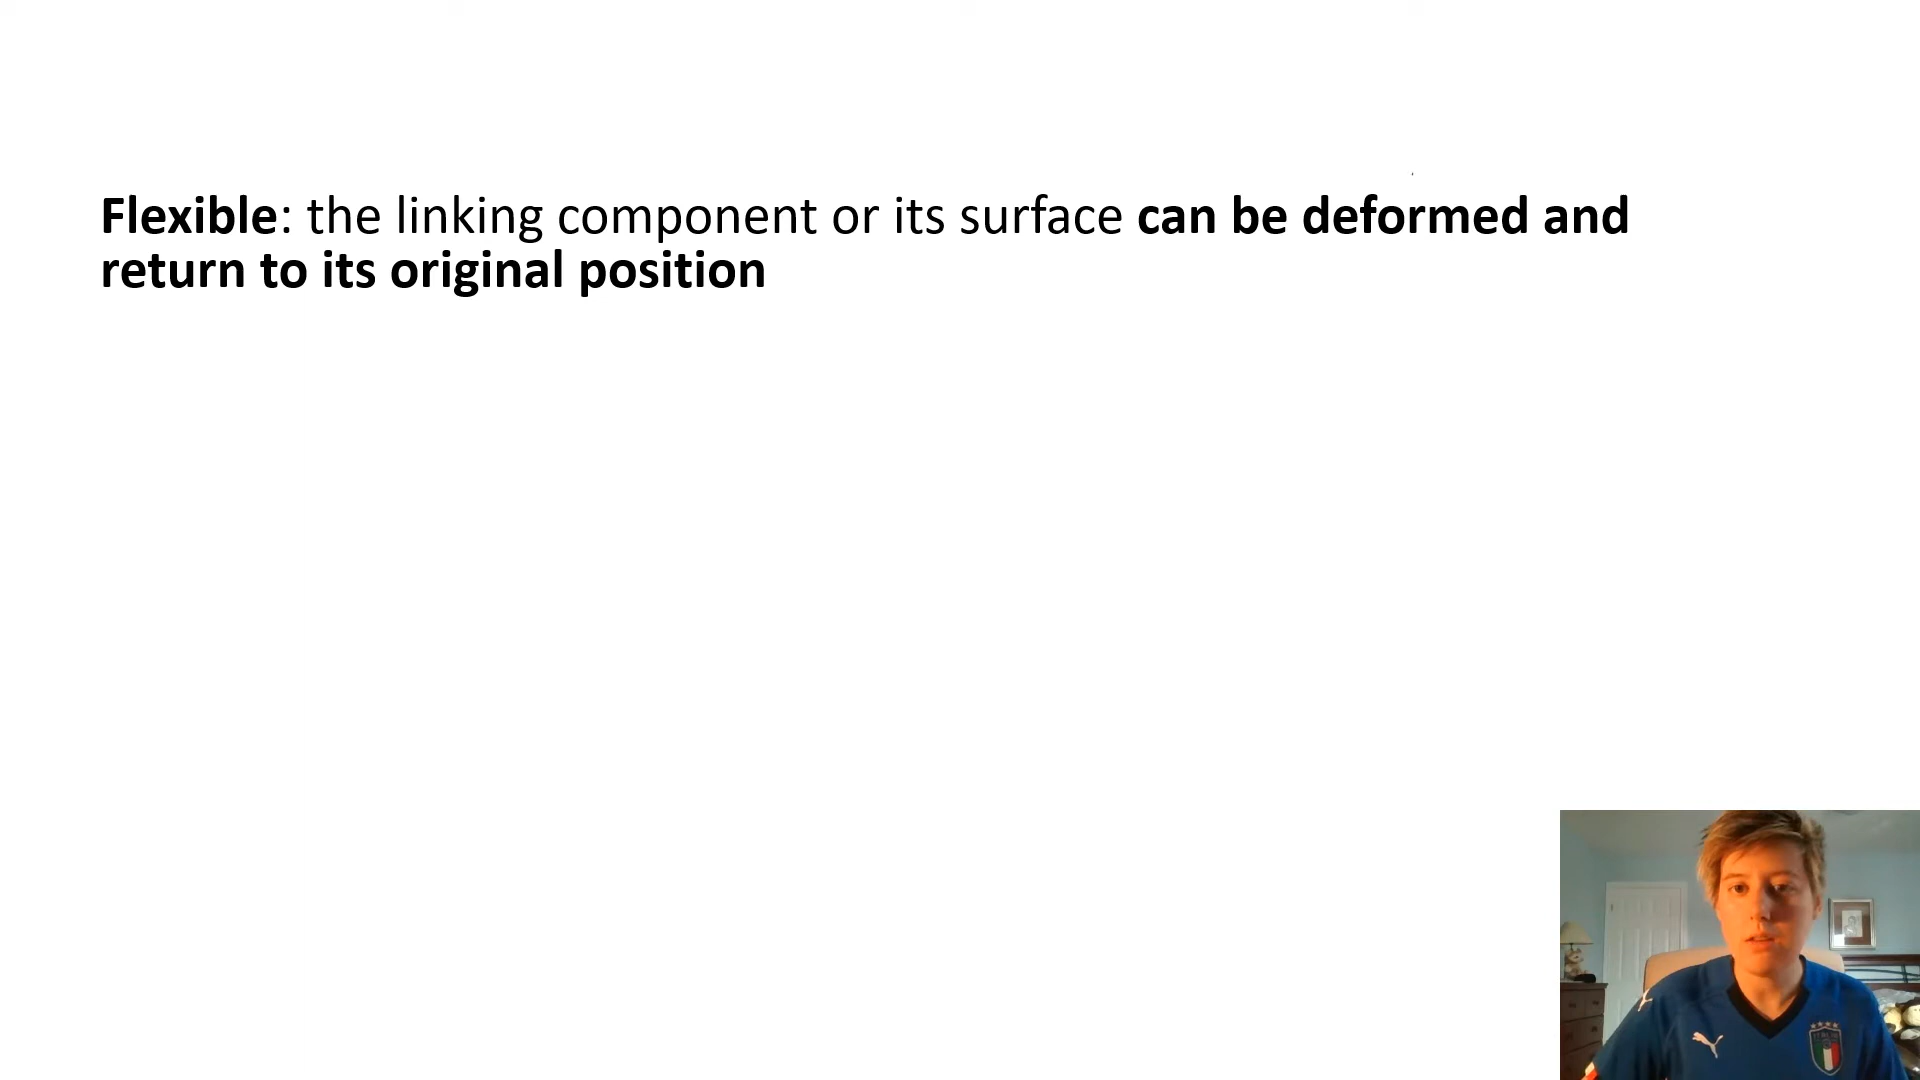 Flexible: the linking component or its surface can be deformed and
return to its original position